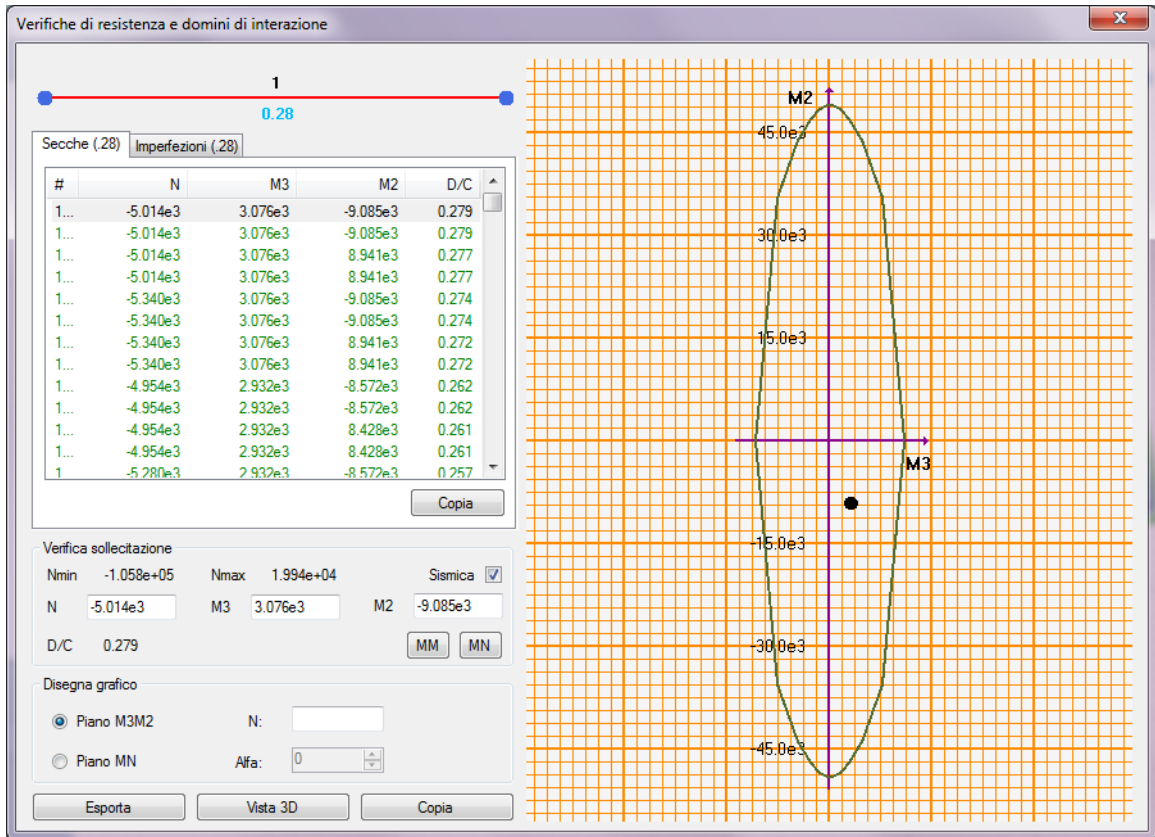 Verifiche di resistenza e domini di interazione
x
1
0.28
Secche (.28) Imperfezioni (.28)
# N M3 M2 D/C
1... -5.014e3 3.076e3 -9.085e3 0.279
1... -5.014e3 3.076e3 -9.085e3 0.279
1... -5.014e3 3.076e3 8.941e3 0.277
1... -5.014e3 3.076e3 8.941e3 0.277
1... -5.340e3 3.076e3 -9.085e3 0.274
1... -5.340e3 3.076e3 -9.085e3 0.274
1... -5.340e3 3.076e3 8.941e3 0.272
1... -5.340e3 3.076e3 8.941e3 0.272
1... -4.954e3 2.932e3 -8.572e3 0.262
1... -4.954e3 2.932e3 -8.572e3 0.262
1... -4.954e3 2.932e3 8.428e3 0.261
1... -4.954e3 2.932e3 8.428e3 0.261
1 -5.280e3 2.932e3 -8.572e3 0.257
Copia
Verifica sollecitazione
Nmin -1.058e+05 Nmax 1.994e+04 Sismica
N -5.014e3 M3 3.076e3 M2 -9.085e3
D/C 0.279 MM MN
Disegna grafico
Piano M3M2 N:
Piano MN Alfa: 0
Esporta Vista 3D Copia
M2
45.0e3
30.0e3
15.0e3
M3
-15.0e3
-30.0e3
-45.0e3